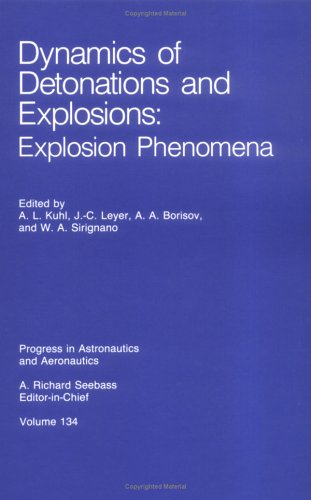 Dynamics of
Detonations and
Explosions:
Explosion Phenomena
Edited by
A. L. Kuhl, J.-C. Leyer, A. A. Borisov,
and W. A. Sirignano
Progress in Astronautics
and Aeronautics
A. Richard Seebass
Editor-in-Chief
Volume 134